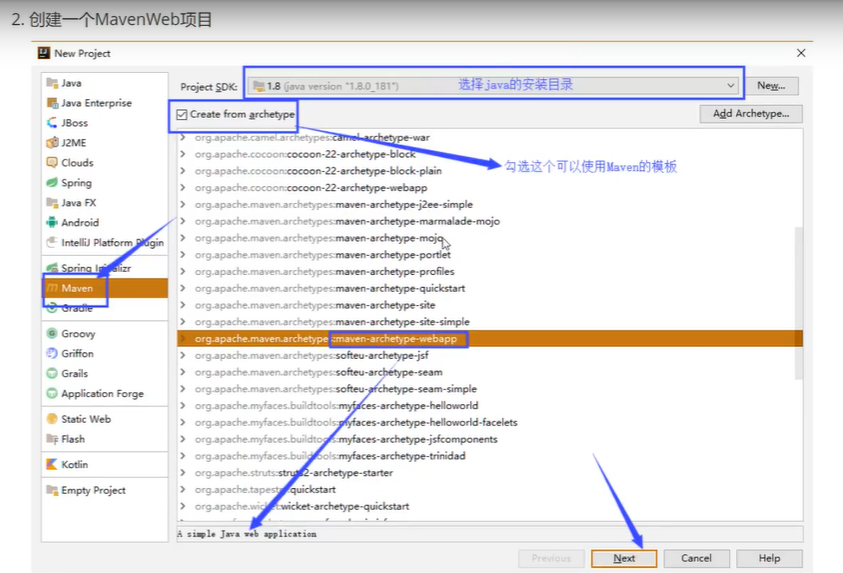 2. 创建一个MavenWeb项目
New Project
Java
Java Enterprise
JBoss
J2ME
Clouds
Spring
Java FX
Android
IntelliJ Platform Plugin
Spring Initializr
Maven
Gradle
Groovy
Griffon
Grails
Application Forge
Static Web
Flash
Kotlin
Empty Project
Project SDK: 1.8 (java version "1.8.0_181") 选择java的安装目录 New...
Create from archetype Add Archetype...
org.apache.camel.archetypes:camel-archetype-war
org.apache.cocoon:cocoon-22-archetype-block
org.apache.cocoon:cocoon-22-archetype-block-plain
勾选这个可以使用Maven的模板
org.apache.cocoon:cocoon-22-archetype-webapp
org.apache.maven.archetypes:maven-archetype-j2ee-simple
org.apache.maven.archetypes:maven-archetype-marmalade-mojo
org.apache.maven.archetypes:maven-archetype-mojo
org.apache.maven.archetypes:maven-archetype-portlet
org.apache.maven.archetypes:maven-archetype-profiles
org.apache.maven.archetypes:maven-archetype-quickstart
org.apache.maven.archetypes:maven-archetype-site
org.apache.maven.archetypes:maven-archetype-site-simple
org.apache.maven.archetypes:maven-archetype-webapp
org.apache.maven.archetypes:softeu-archetype-jsf
org.apache.maven.archetypes:softeu-archetype-seam
org.apache.maven.archetypes:softeu-archetype-seam-simple
org.apache.myfaces.buildtools:myfaces-archetype-helloworld
org.apache.myfaces.buildtools:myfaces-archetype-helloworld-facelets
org.apache.myfaces.buildtools:myfaces-archetype-jsfcomponents
org.apache.myfaces.buildtools:myfaces-archetype-trinidad
org.apache.struts:struts2-archetype-starter
org.apache.tapestry:quickstart
org.apache.wicket:wicket-archetype-quickstart
A simple Java web application
Previous Next Cancel Help